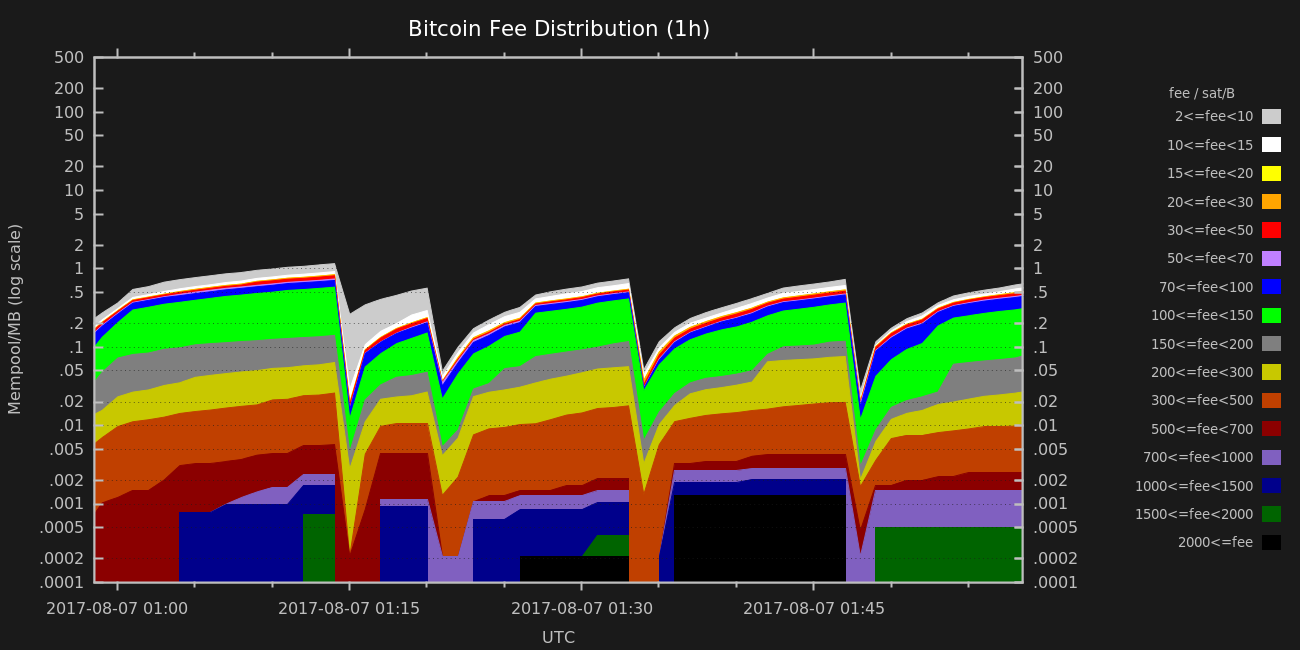 Bitcoin Fee Distribution (1h)
Mempool/MB (log scale)
500
200
100
50
20
10
5
2
1
.5
.2
.1
.05
.02
.01
.005
.002
.001
.0005
.0002
.0001
500
200
100
50
20
10
5
2
1
.5
.2
.1
.05
.02
.01
.005
.002
.001
.0005
.0002
.0001
2017-08-07 01:00
2017-08-07 01:15
2017-08-07 01:30
2017-08-07 01:45
UTC
fee / sat/B
2<=fee<10
10<=fee<15
15<=fee<20
20<=fee<30
30<=fee<50
50<=fee<70
70<=fee<100
100<=fee<150
150<=fee<200
200<=fee<300
300<=fee<500
500<=fee<700
700<=fee<1000
1000<=fee<1500
1500<=fee<2000
2000<=fee